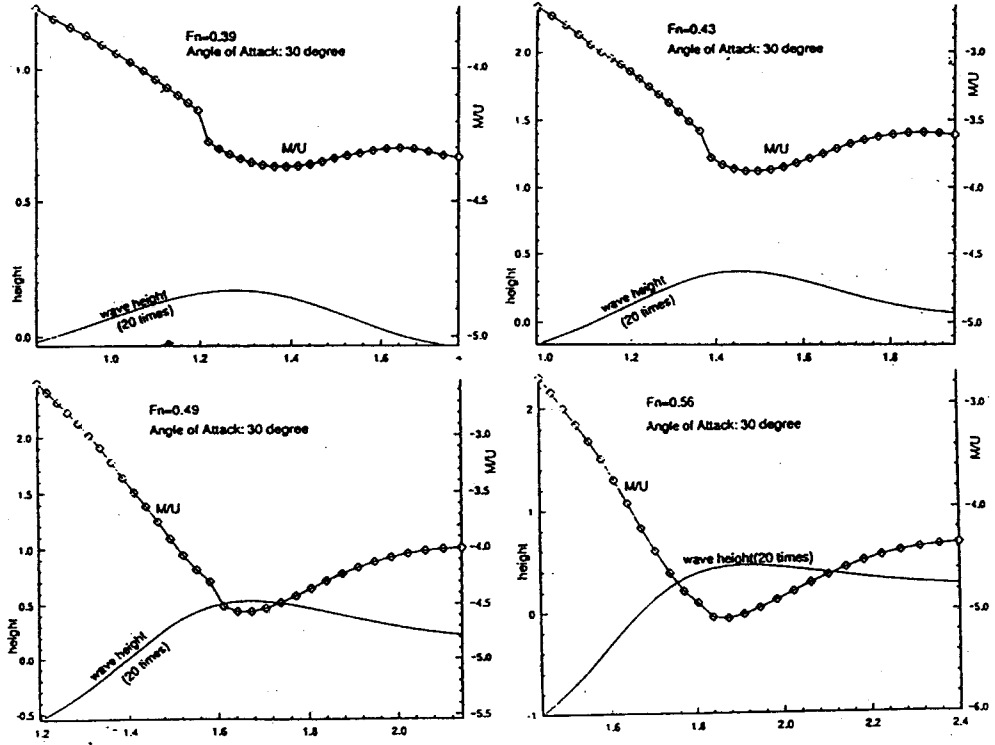 Fn=0.39
Angle of Attack: 30 degree
M/U
wave height
(20 times)
height
1.0
0.5
0.0
1.0
1.2
1.4
1.6
-4.0
-4.5
-5.0
M/U
Fn=0.43
Angle of Attack: 30 degree
M/U
wave height
(20 times)
height
2.0
1.5
1.0
0.5
0.0
1.0
1.2
1.4
1.6
1.8
-3.0
-3.5
-4.0
-4.5
-5.0
M/U
Fn=0.49
Angle of Attack: 30 degree
M/U
wave height
(20 times)
height
2.0
1.5
1.0
0.5
0.0
-0.5
1.2
1.4
1.6
1.8
2.0
-3.0
-3.5
-4.0
-4.5
-5.0
-5.5
M/U
Fn=0.56
Angle of Attack: 30 degree
M/U
wave height(20 times)
height
2
1
0
-1
1.6
1.8
2.0
2.2
2.4
-3.0
-4.0
-5.0
-6.0
M/U